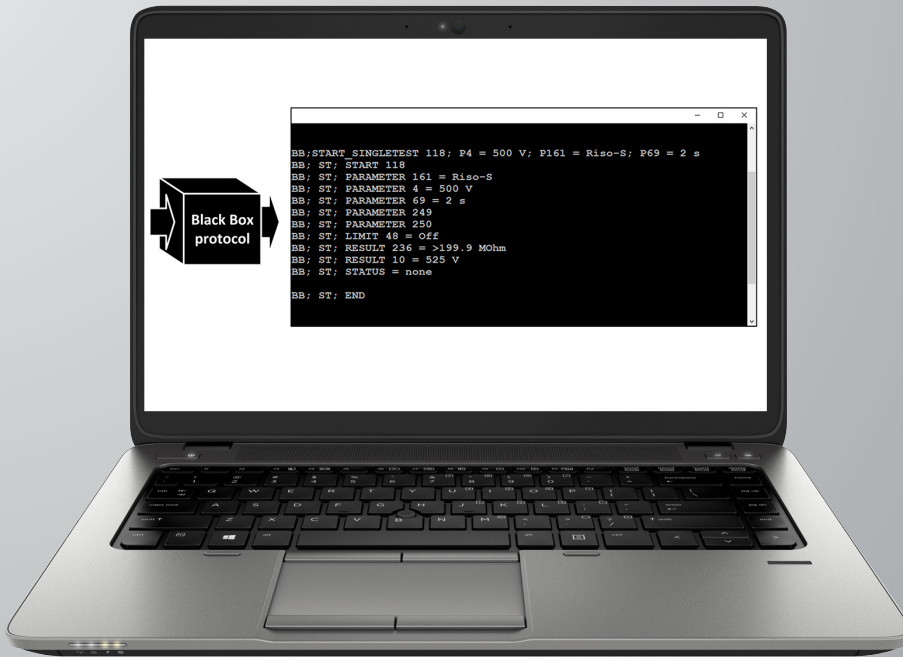 Black Box
protocol
BB;START_SINGLETEST 118; P4 = 500 V; P161 = Riso-S; P69 = 2 s
BB; ST; START 118
BB; ST; PARAMETER 161 = Riso-S
BB; ST; PARAMETER 4 = 500 V
BB; ST; PARAMETER 69 = 2 s
BB; ST; PARAMETER 249
BB; ST; PARAMETER 250
BB; ST; LIMIT 48 = Off
BB; ST; RESULT 236 = >199.9 MOhm
BB; ST; RESULT 10 = 525 V
BB; ST; STATUS = none
BB; ST; END